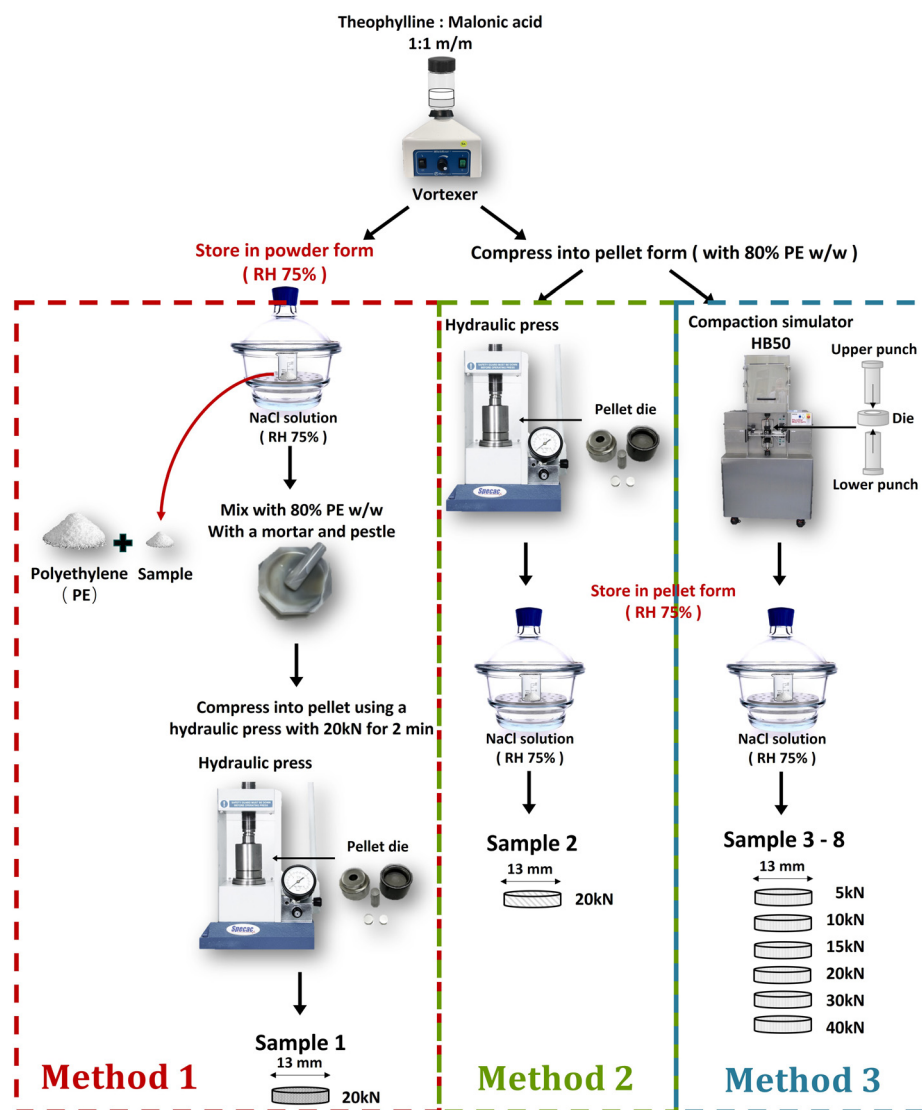 Theophylline : Malonic acid
1:1 m/m
Vortexer
Store in powder form
( RH 75% )
Compress into pellet form ( with 80% PE w/w )
NaCl solution
( RH 75% )
Mix with 80% PE w/w
With a mortar and pestle
Polyethylene
( PE)
Sample
Compress into pellet using a
hydraulic press with 20kN for 2 min
Hydraulic press
Pellet die
Specac
Sample 1
13 mm
20kN
Method 1
Hydraulic press
Pellet die
Specac
Store in pellet form
( RH 75% )
NaCl solution
( RH 75% )
Sample 2
13 mm
20kN
Method 2
Compaction simulator
HB50
Upper punch
Die
Lower punch
NaCl solution
( RH 75% )
Sample 3 - 8
13 mm
5kN
10kN
15kN
20kN
30kN
40kN
Method 3